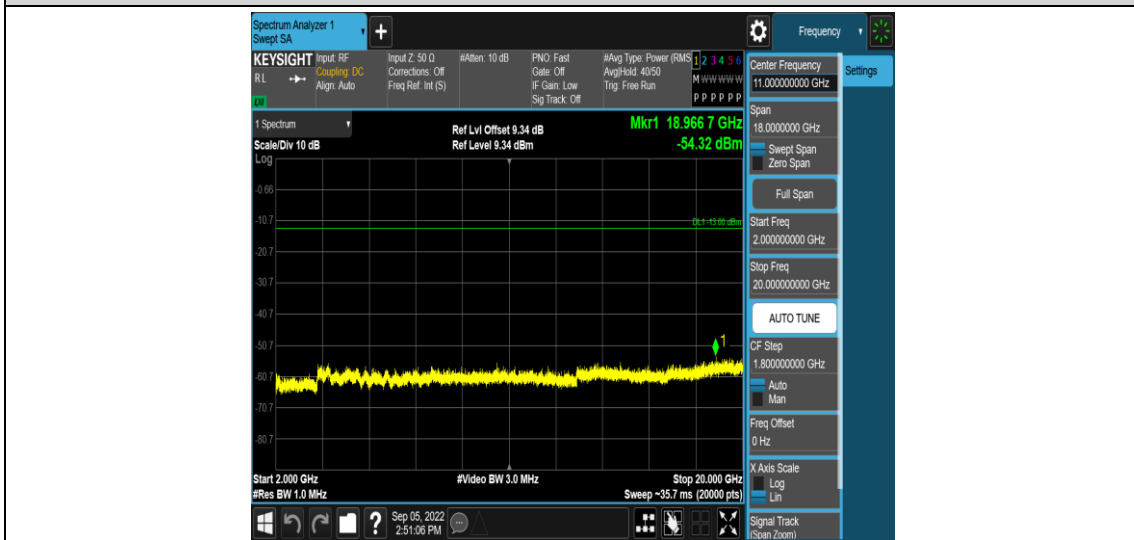 Spectrum Analyzer 1
Swept SA
+
Frequency
KEYSIGHT
RL
Input: RF
Coupling: DC
Align: Auto
Input Z: 50 Ω
Corrections: Off
Freq Ref: Int (S)
#Atten: 10 dB
PNO: Fast
Gate: Off
IF Gain: Low
Sig Track: Off
#Avg Type: Power (RMS
Avg|Hold: 40/50
Trig: Free Run
1 2 3 4 5 6
M W W W W W
P P P P P P
1 Spectrum
Scale/Div 10 dB
Ref Lvl Offset 9.34 dB
Ref Level 9.34 dBm
Mkr1 18.966 7 GHz
-54.32 dBm
Log
-0.66
-10.7
DL1 -13.00 dBm
-20.7
-30.7
-40.7
-50.7
1
-60.7
-70.7
-80.7
Start 2.000 GHz
#Res BW 1.0 MHz
#Video BW 3.0 MHz
Stop 20.000 GHz
Sweep ~35.7 ms (20000 pts)
Sep 05, 2022
2:51:06 PM
?
Center Frequency
11.000000000 GHz
Settings
Span
18.0000000 GHz
Swept Span
Zero Span
Full Span
Start Freq
2.000000000 GHz
Stop Freq
20.000000000 GHz
AUTO TUNE
CF Step
1.800000000 GHz
Auto
Man
Freq Offset
0 Hz
X Axis Scale
Log
Lin
Signal Track
(Span Zoom)